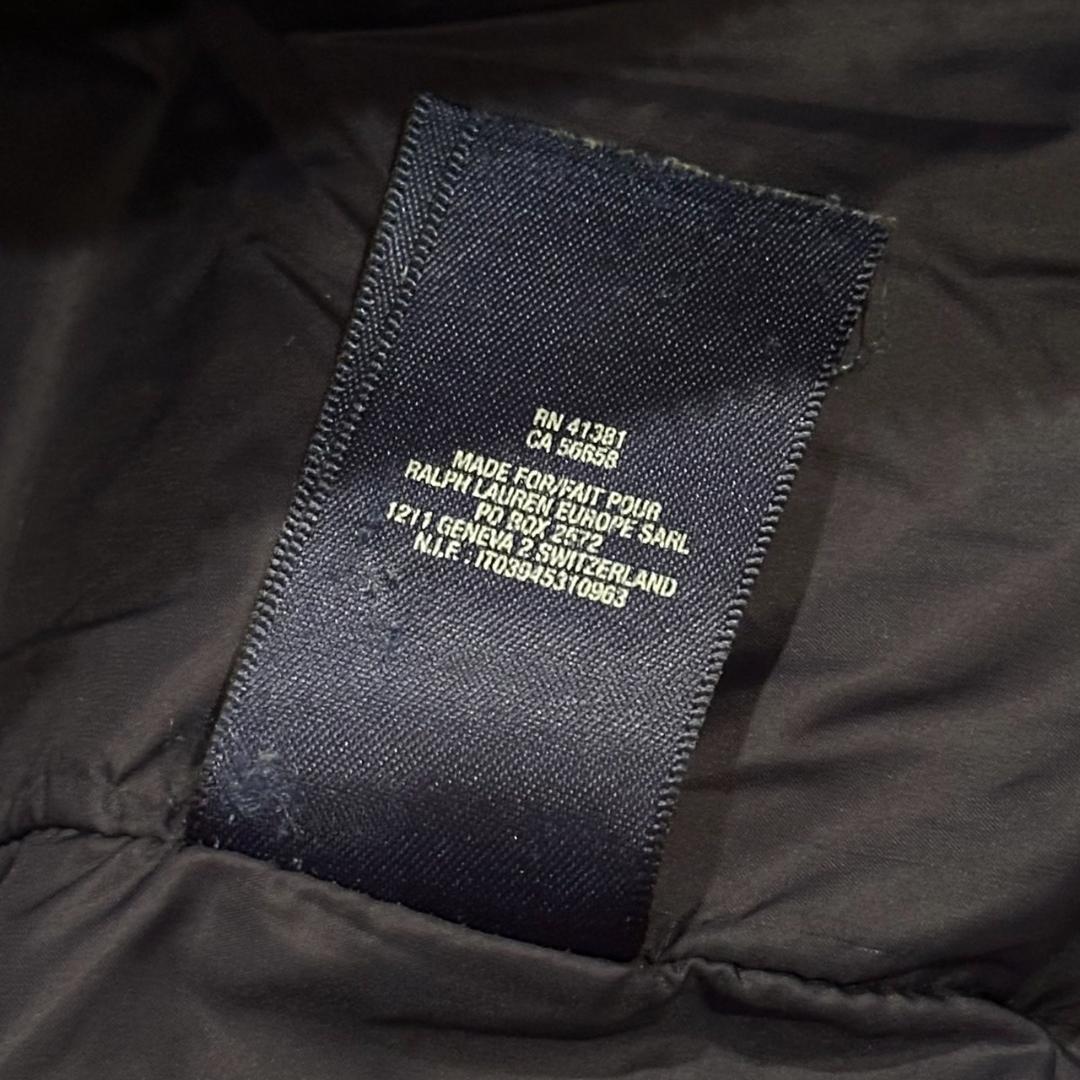 RN 41381
CA 56658
MADE FOR/FAIT POUR
RALPH LAUREN EUROPE SARL
PO BOX 2672
1211 GENEVA 2 SWITZERLAND
N.I.F. : IT03945310963